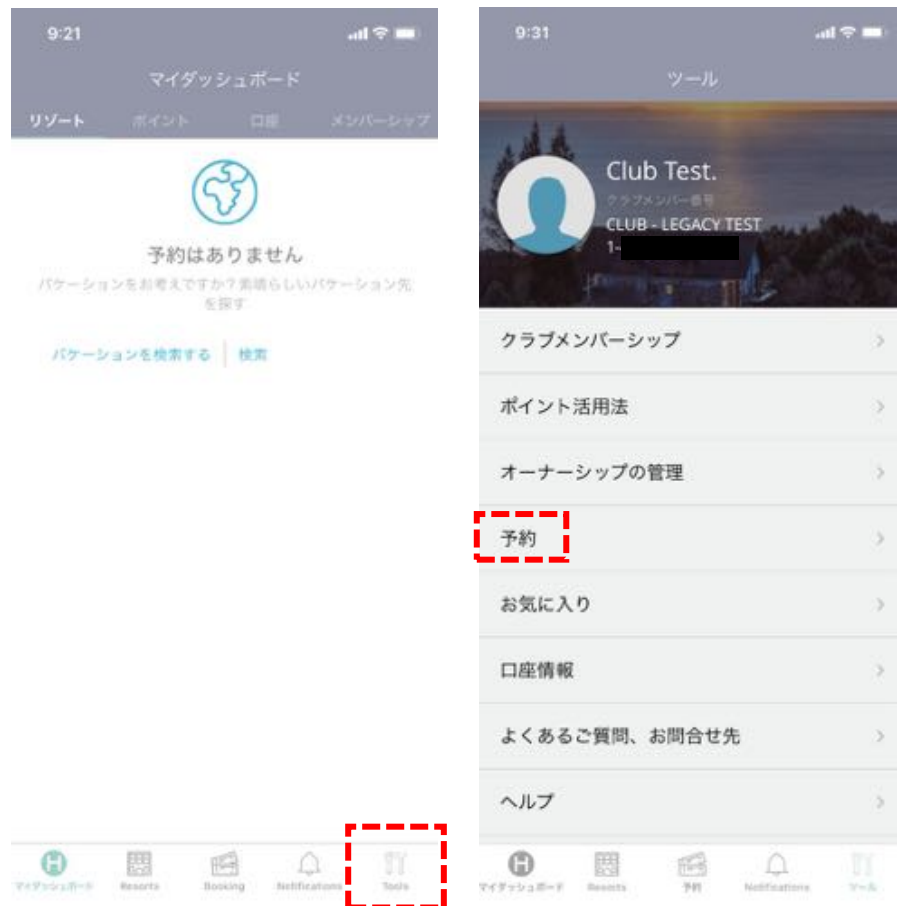 9:21
マイダッシュボード
リゾート ポイント 口座 メンバーシップ
予約はありません
バケーションをお考えですか？素晴らしいバケーション先
を探す
バケーションを検索する 検索
マイダッシュボード Resorts Booking Notifications Tools
9:31
ツール
Club Test.
クラブメンバー番号
CLUB - LEGACY TEST
1-
クラブメンバーシップ
ポイント活用法
オーナーシップの管理
予約
お気に入り
口座情報
よくあるご質問、お問合せ先
ヘルプ
マイダッシュボード Resorts 予約 Notifications ツール